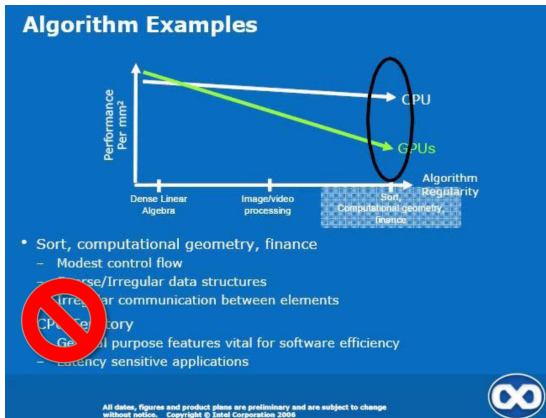 Algorithm Examples
Performance
Per mm²
CPU
GPUs
Algorithm
Regularity
Dense Linear
Algebra
Image/video
processing
Sort,
Computational geometry,
finance
• Sort, computational geometry, finance
– Modest control flow
– Sparse/Irregular data structures
– Irregular communication between elements
CPU Territory
– General purpose features vital for software efficiency
– Latency sensitive applications
All dates, figures and product plans are preliminary and are subject to change
without notice. Copyright © Intel Corporation 2006